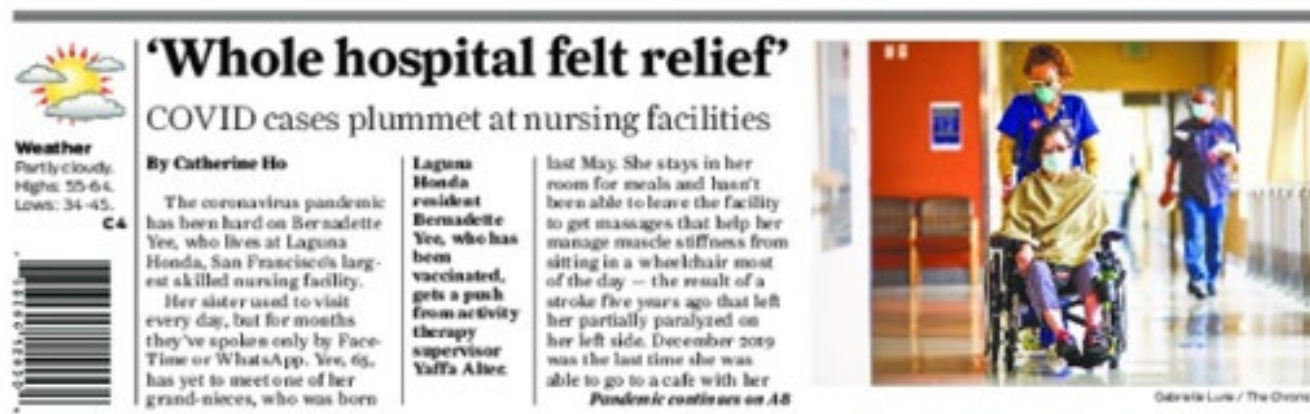 ‘Whole hospital felt relief’
COVID cases plummet at nursing facilities
Weather
Partly cloudy.
Highs: 55-64.
Lows: 34-45.
C4
By Catherine Ho
The coronavirus pandemic
has been hard on Bernadette
Yee, who lives at Laguna
Honda, San Francisco’s larg-
est skilled nursing facility.
Her sister used to visit
every day, but for months
they’ve spoken only by Face-
Time or WhatsApp. Yee, 65,
has yet to meet one of her
grand-nieces, who was born
Laguna
Honda
resident
Bernadette
Yee, who has
been
vaccinated,
gets a push
from activity
therapy
supervisor
Yaffa Alter.
last May. She stays in her
room for meals and hasn’t
been able to leave the facility
to get massages that help her
manage muscle stiffness from
sitting in a wheelchair most
of the day — the result of a
stroke five years ago that left
her partially paralyzed on
her left side. December 2019
was the last time she was
able to go to a cafe with her
Pandemic continues on A8
Gabrielle Lurie / The Chron